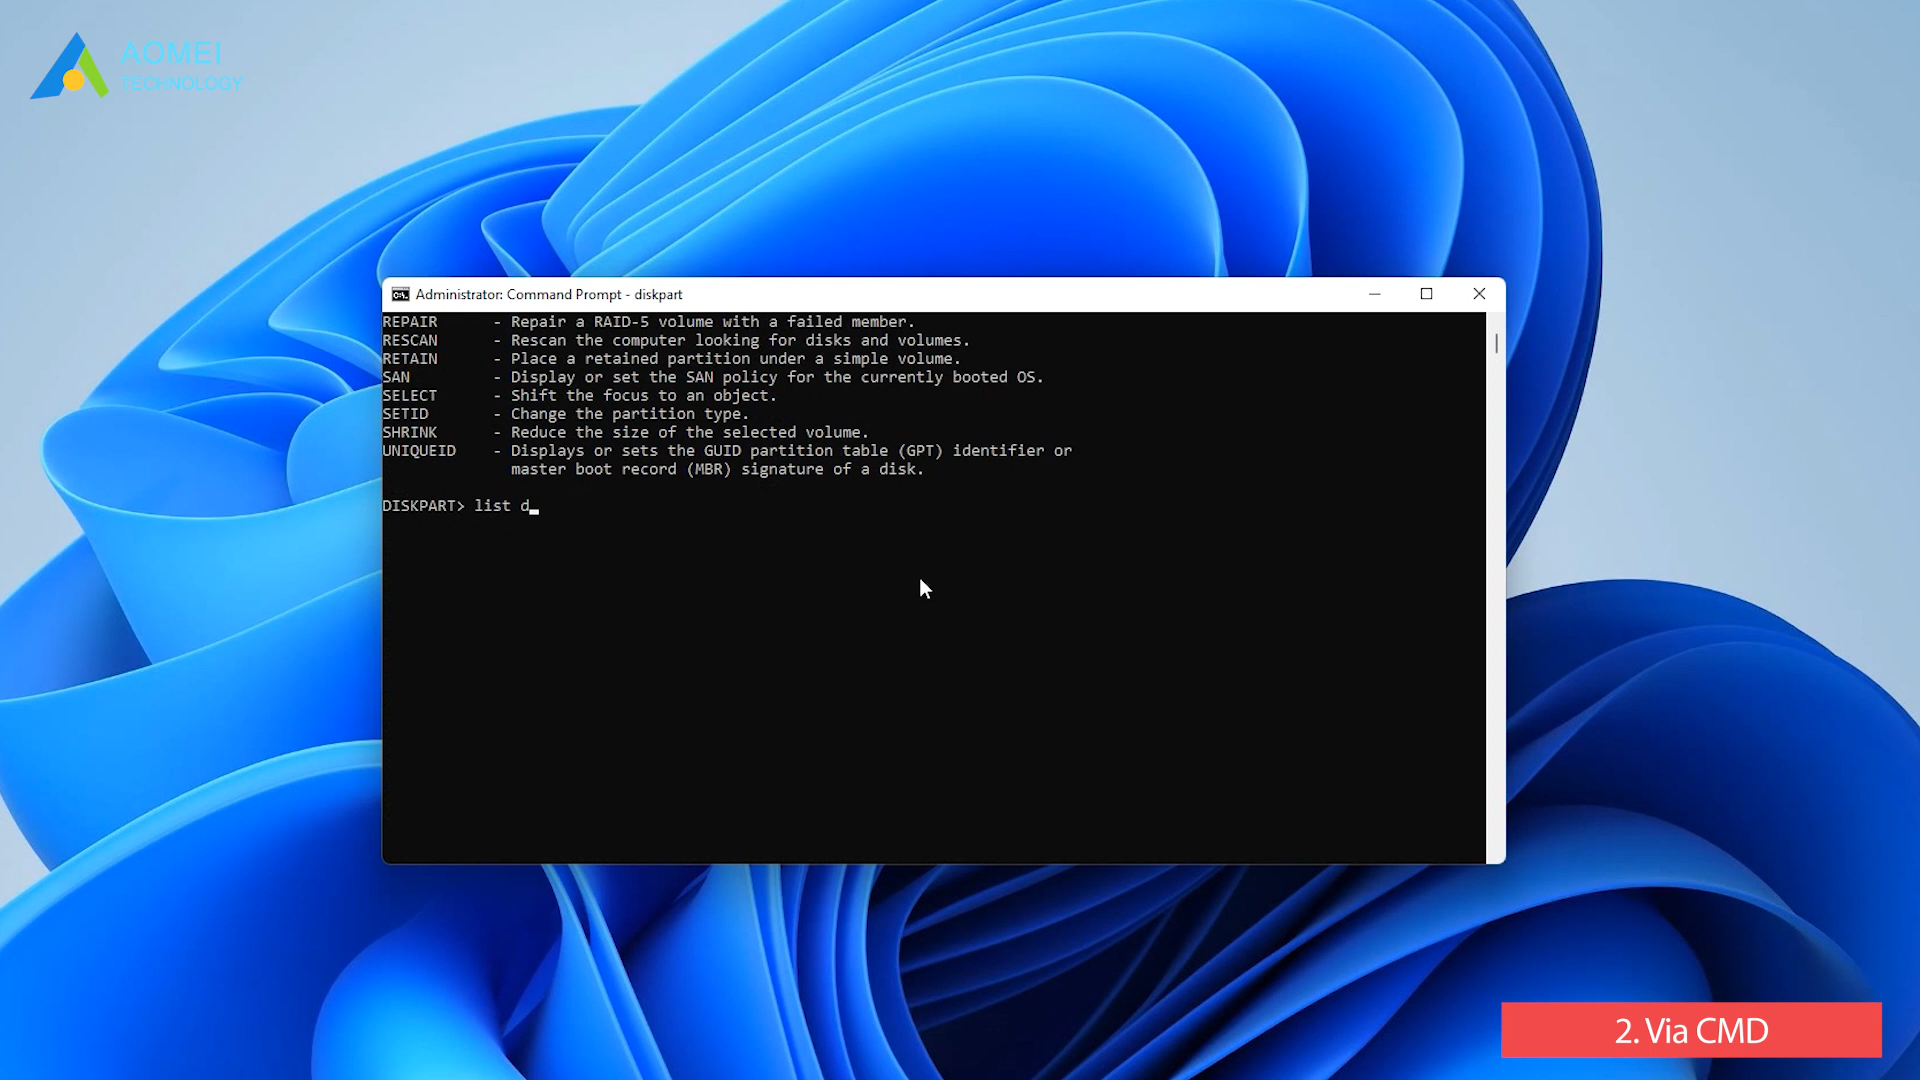 AOMEI
TECHNOLOGY
Administrator: Command Prompt - diskpart
REPAIR - Repair a RAID-5 volume with a failed member.
RESCAN - Rescan the computer looking for disks and volumes.
RETAIN - Place a retained partition under a simple volume.
SAN - Display or set the SAN policy for the currently booted OS.
SELECT - Shift the focus to an object.
SETID - Change the partition type.
SHRINK - Reduce the size of the selected volume.
UNIQUEID - Displays or sets the GUID partition table (GPT) identifier or
master boot record (MBR) signature of a disk.
DISKPART> list d_
2. Via CMD